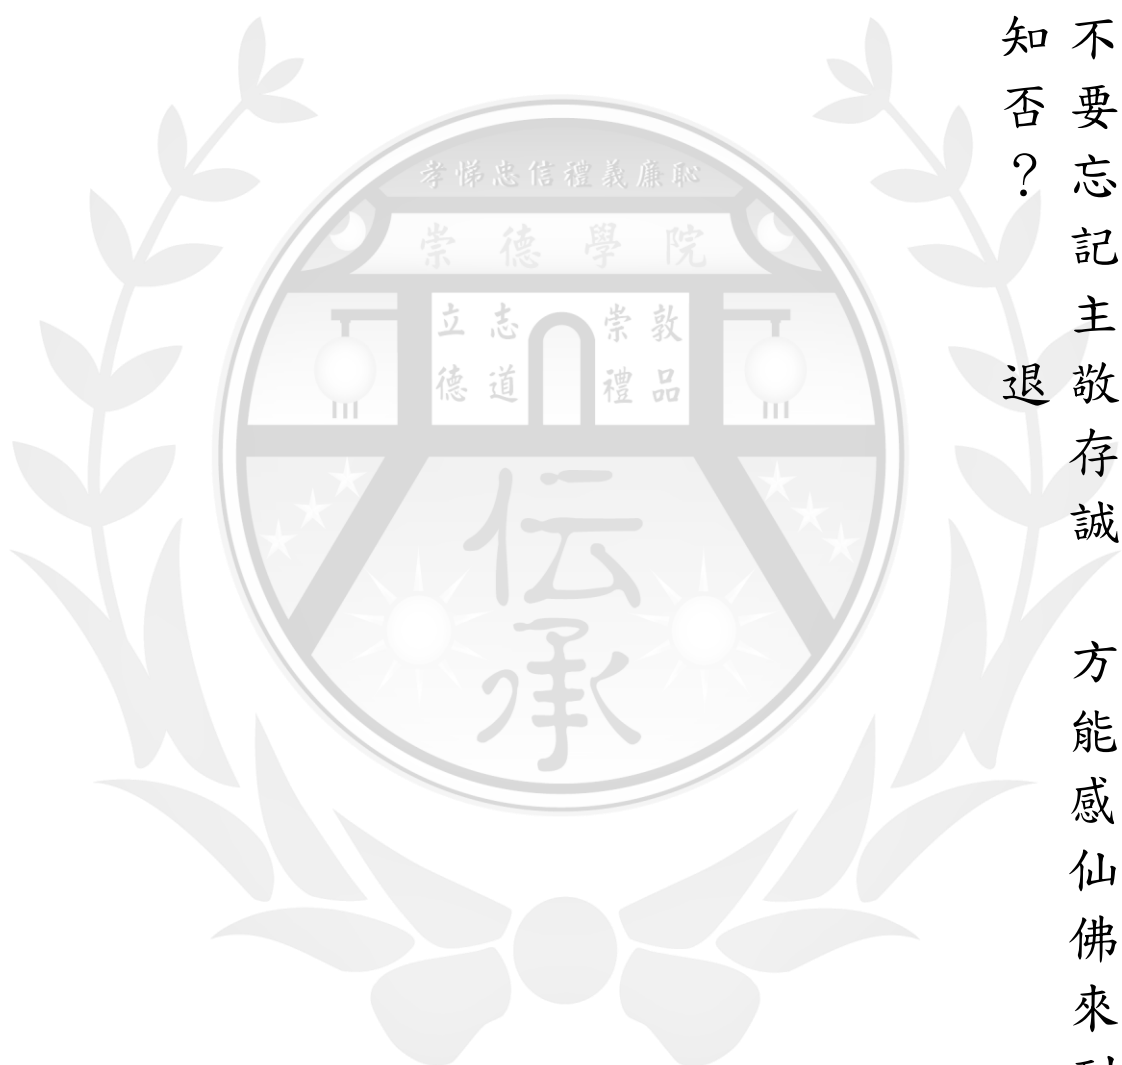 不要忘記主敬存誠　方能感仙佛來
知否？　　退
孝悌忠信禮義廉恥
崇德學院
敦品
崇禮
志道
立德
伝承